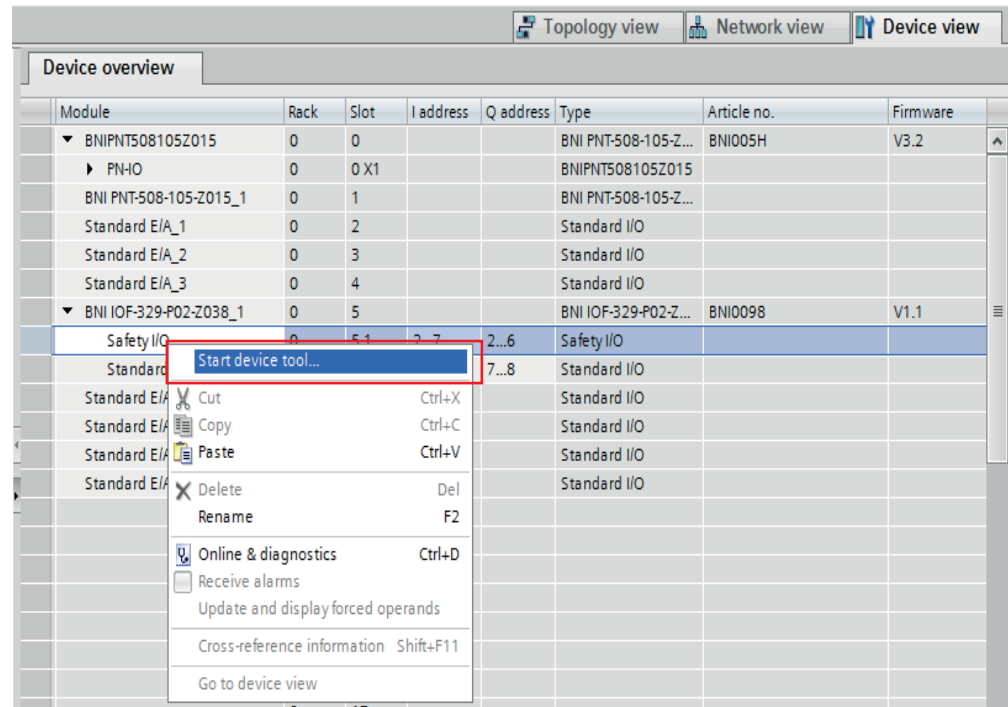 Topology view Network view Device view
Device overview
Module Rack Slot I address Q address Type Article no. Firmware
BNIPNT508105Z015 0 0 BNI PNT-508-105-Z... BNI005H V3.2
PN-IO 0 0 X1 BNIPNT508105Z015
BNI PNT-508-105-Z015_1 0 1 BNI PNT-508-105-Z...
Standard E/A_1 0 2 Standard I/O
Standard E/A_2 0 3 Standard I/O
Standard E/A_3 0 4 Standard I/O
BNI IOF-329-P02-Z038_1 0 5 BNI IOF-329-P02-Z... BNI0098 V1.1
Safety I/O 2...6 Safety I/O
Start device tool...
Standard 7...8 Standard I/O
Standard E/A Standard I/O
Cut Ctrl+X
Standard E/A Standard I/O
Copy Ctrl+C
Standard E/A Standard I/O
Paste Ctrl+V
Standard E/A Standard I/O
Delete Del
Rename F2
Online & diagnostics Ctrl+D
Receive alarms
Update and display forced operands
Cross-reference information Shift+F11
Go to device view